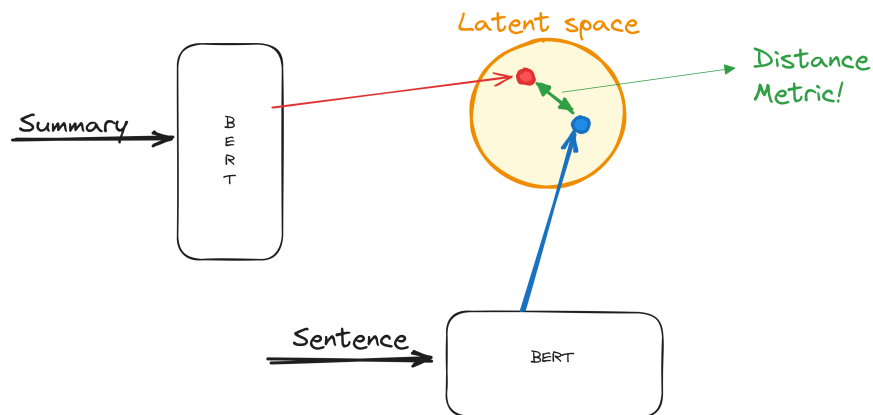 Latent space
Distance
Metric!
Summary
B
E
R
T
Sentence
BERT